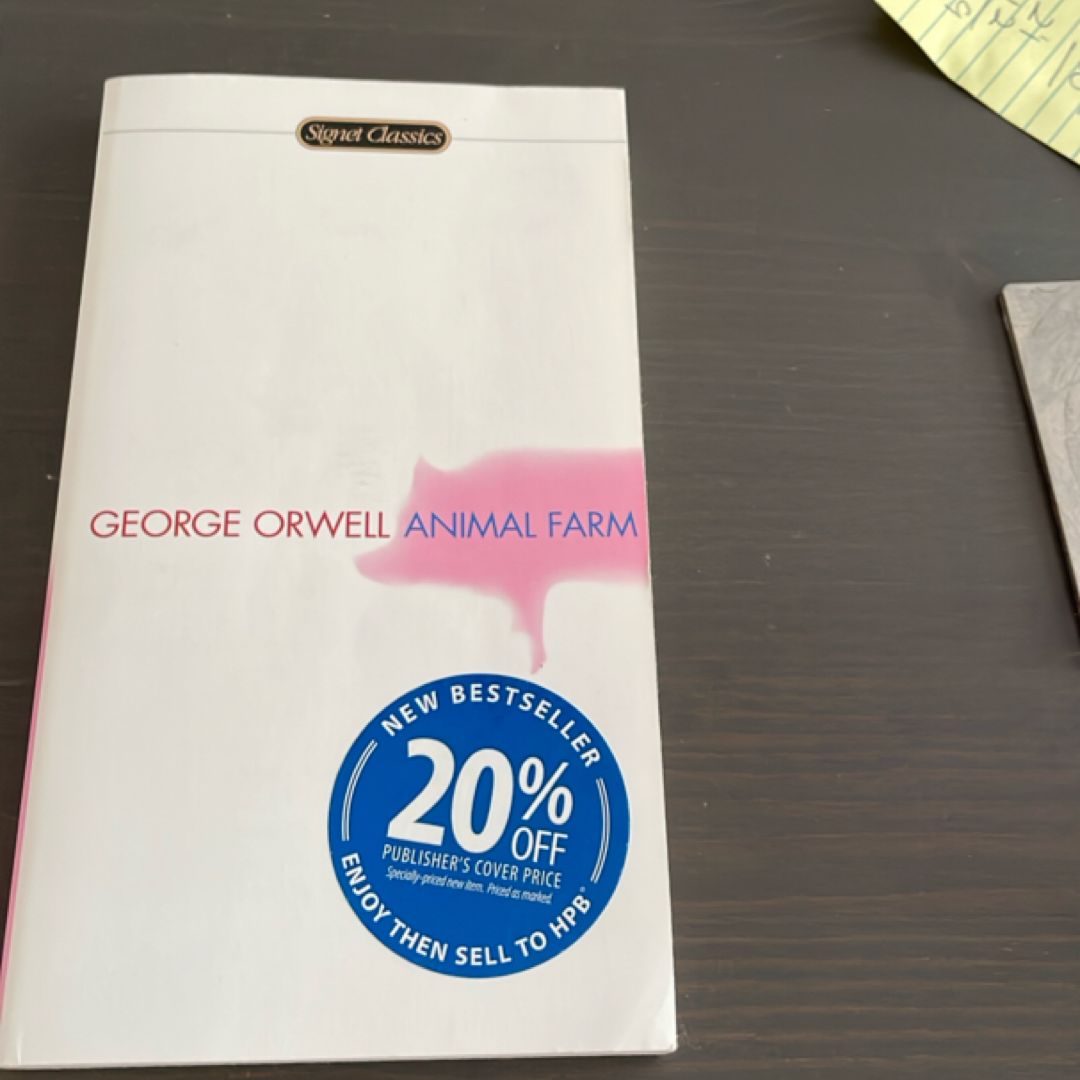 Signet Classics
GEORGE ORWELL ANIMAL FARM
NEW BESTSELLER
20% OFF
PUBLISHER'S COVER PRICE
Specially-priced new item. Priced as marked.
ENJOY THEN SELL TO HPB®